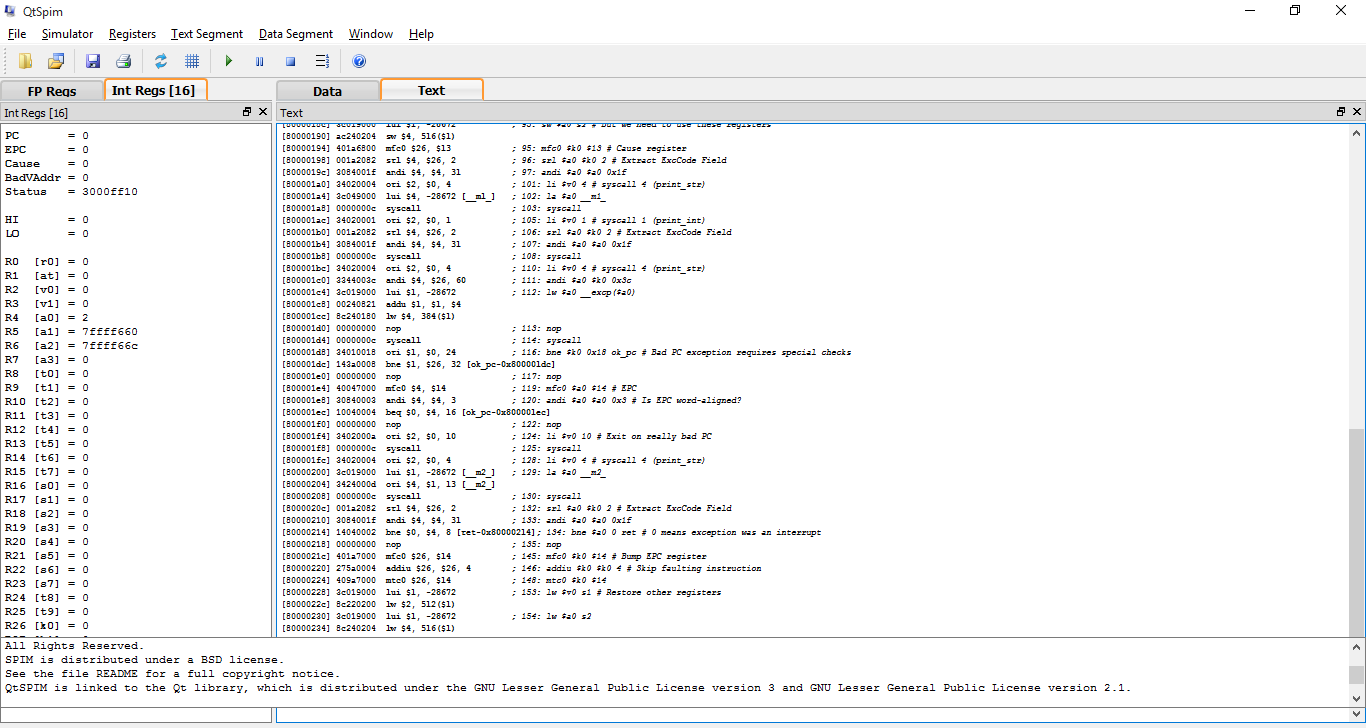 QtSpim
File Simulator Registers Text Segment Data Segment Window Help
FP Regs Int Regs [16] Data Text
Int Regs [16] Text
PC = 0
EPC = 0
Cause = 0
BadVAddr = 0
Status = 3000ff10
HI = 0
LO = 0
R0 [r0] = 0
R1 [at] = 0
R2 [v0] = 0
R3 [v1] = 0
R4 [a0] = 2
R5 [a1] = 7ffff660
R6 [a2] = 7ffff66c
R7 [a3] = 0
R8 [t0] = 0
R9 [t1] = 0
R10 [t2] = 0
R11 [t3] = 0
R12 [t4] = 0
R13 [t5] = 0
R14 [t6] = 0
R15 [t7] = 0
R16 [s0] = 0
R17 [s1] = 0
R18 [s2] = 0
R19 [s3] = 0
R20 [s4] = 0
R21 [s5] = 0
R22 [s6] = 0
R23 [s7] = 0
R24 [t8] = 0
R25 [t9] = 0
R26 [k0] = 0
[8000018c] 3c019000 lui $1, -28672 ; 93: sw $a0 s2 # But we need to use these registers
[80000190] ac240204 sw $4, 516($1)
[80000194] 401a6800 mfc0 $26, $13 ; 95: mfc0 $k0 $13 # Cause register
[80000198] 001a2082 srl $4, $26, 2 ; 96: srl $a0 $k0 2 # Extract ExcCode Field
[8000019c] 3084001f andi $4, $4, 31 ; 97: andi $a0 $a0 0x1f
[800001a0] 34020004 ori $2, $0, 4 ; 101: li $v0 4 # syscall 4 (print_str)
[800001a4] 3c049000 lui $4, -28672 [__m1_] ; 102: la $a0 __m1_
[800001a8] 0000000c syscall ; 103: syscall
[800001ac] 34020001 ori $2, $0, 1 ; 105: li $v0 1 # syscall 1 (print_int)
[800001b0] 001a2082 srl $4, $26, 2 ; 106: srl $a0 $k0 2 # Extract ExcCode Field
[800001b4] 3084001f andi $4, $4, 31 ; 107: andi $a0 $a0 0x1f
[800001b8] 0000000c syscall ; 108: syscall
[800001bc] 34020004 ori $2, $0, 4 ; 110: li $v0 4 # syscall 4 (print_str)
[800001c0] 3344003c andi $4, $26, 60 ; 111: andi $a0 $k0 0x3c
[800001c4] 3c019000 lui $1, -28672 ; 112: lw $a0 __excp($a0)
[800001c8] 00240821 addu $1, $1, $4
[800001cc] 8c240180 lw $4, 384($1)
[800001d0] 00000000 nop ; 113: nop
[800001d4] 0000000c syscall ; 114: syscall
[800001d8] 34010018 ori $1, $0, 24 ; 116: bne $k0 0x18 ok_pc # Bad PC exception requires special checks
[800001dc] 143a0008 bne $1, $26, 32 [ok_pc-0x800001dc]
[800001e0] 00000000 nop ; 117: nop
[800001e4] 40047000 mfc0 $4, $14 ; 119: mfc0 $a0 $14 # EPC
[800001e8] 30840003 andi $4, $4, 3 ; 120: andi $a0 $a0 0x3 # Is EPC word-aligned?
[800001ec] 10040004 beq $0, $4, 16 [ok_pc-0x800001ec]
[800001f0] 00000000 nop ; 122: nop
[800001f4] 3402000a ori $2, $0, 10 ; 124: li $v0 10 # Exit on really bad PC
[800001f8] 0000000c syscall ; 125: syscall
[800001fc] 34020004 ori $2, $0, 4 ; 128: li $v0 4 # syscall 4 (print_str)
[80000200] 3c019000 lui $1, -28672 [__m2_] ; 129: la $a0 __m2_
[80000204] 3424000d ori $4, $1, 13 [__m2_]
[80000208] 0000000c syscall ; 130: syscall
[8000020c] 001a2082 srl $4, $26, 2 ; 132: srl $a0 $k0 2 # Extract ExcCode Field
[80000210] 3084001f andi $4, $4, 31 ; 133: andi $a0 $a0 0x1f
[80000214] 14040002 bne $0, $4, 8 [ret-0x80000214]; 134: bne $a0 0 ret # 0 means exception was an interrupt
[80000218] 00000000 nop ; 135: nop
[8000021c] 401a7000 mfc0 $26, $14 ; 145: mfc0 $k0 $14 # Bump EPC register
[80000220] 275a0004 addiu $26, $26, 4 ; 146: addiu $k0 $k0 4 # Skip faulting instruction
[80000224] 409a7000 mtc0 $26, $14 ; 148: mtc0 $k0 $14
[80000228] 3c019000 lui $1, -28672 ; 153: lw $v0 s1 # Restore other registers
[8000022c] 8c220200 lw $2, 512($1)
[80000230] 3c019000 lui $1, -28672 ; 154: lw $a0 s2
[80000234] 8c240204 lw $4, 516($1)
All Rights Reserved.
SPIM is distributed under a BSD license.
See the file README for a full copyright notice.
QtSPIM is linked to the Qt library, which is distributed under the GNU Lesser General Public License version 3 and GNU Lesser General Public License version 2.1.